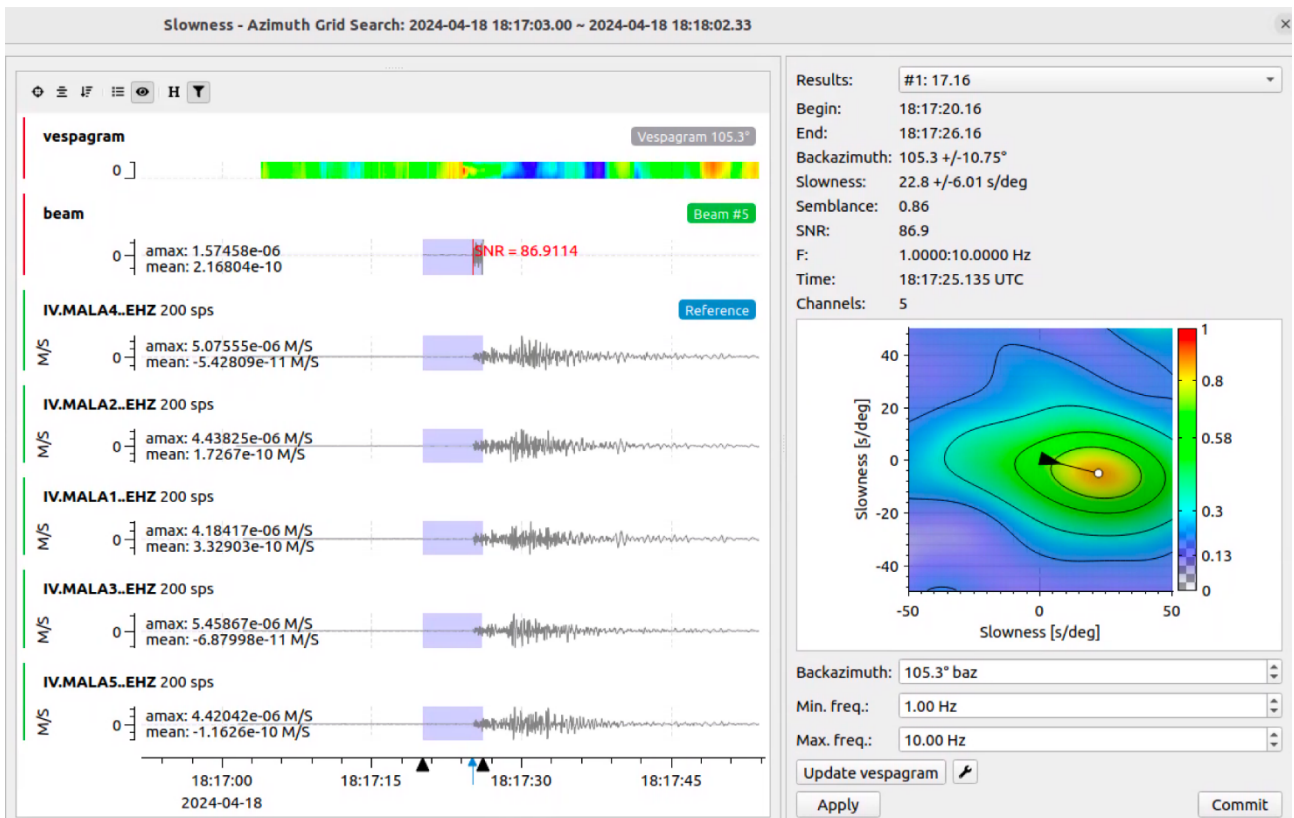 Slowness - Azimuth Grid Search: 2024-04-18 18:17:03.00 ~ 2024-04-18 18:18:02.33
H
vespagram
Vespagram 105.3°
0
beam
Beam #5
0
amax: 1.57458e-06
mean: 2.16804e-10
SNR = 86.9114
IV.MALA4..EHZ 200 sps
Reference
M/S
0
amax: 5.07555e-06 M/S
mean: -5.42809e-11 M/S
IV.MALA2..EHZ 200 sps
M/S
0
amax: 4.43825e-06 M/S
mean: 1.7267e-10 M/S
IV.MALA1..EHZ 200 sps
M/S
0
amax: 4.18417e-06 M/S
mean: 3.32903e-10 M/S
IV.MALA3..EHZ 200 sps
M/S
0
amax: 5.45867e-06 M/S
mean: -6.87998e-11 M/S
IV.MALA5..EHZ 200 sps
M/S
0
amax: 4.42042e-06 M/S
mean: -1.1626e-10 M/S
18:17:00 18:17:15 18:17:30 18:17:45
2024-04-18
Results: #1: 17.16
Begin: 18:17:20.16
End: 18:17:26.16
Backazimuth: 105.3 +/-10.75°
Slowness: 22.8 +/-6.01 s/deg
Semblance: 0.86
SNR: 86.9
F: 1.0000:10.0000 Hz
Time: 18:17:25.135 UTC
Channels: 5
Slowness [s/deg]
40
20
0
-20
-40
-50 0 50
Slowness [s/deg]
1
0.8
0.58
0.3
0.13
0
Backazimuth: 105.3° baz
Min. freq.: 1.00 Hz
Max. freq.: 10.00 Hz
Update vespagram
Apply Commit